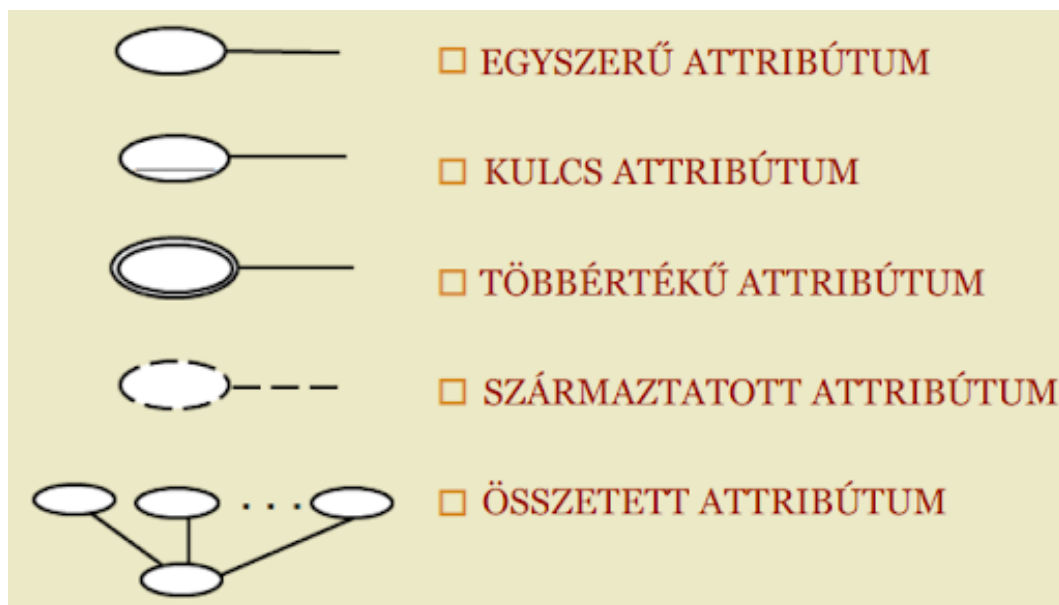 EGYSZERŰ ATTRIBÚTUM
KULCS ATTRIBÚTUM
TÖBBÉRTÉKŰ ATTRIBÚTUM
SZÁRMAZTATOTT ATTRIBÚTUM
ÖSSZETETT ATTRIBÚTUM